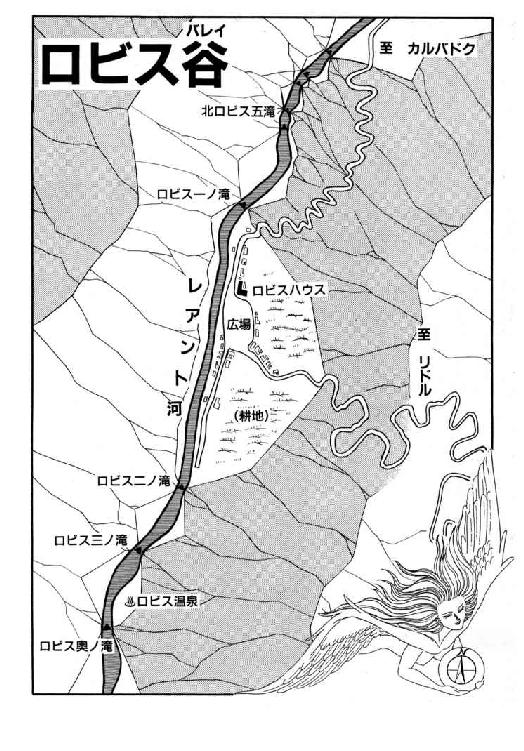 バレイ
ロビス谷
至 カルバドク
北ロビス五滝
ロビス一ノ滝
ロビスハウス
レアント河
広場
至 リドル
(耕地)
ロビス二ノ滝
ロビス三ノ滝
ロビス温泉
ロビス奥ノ滝
N